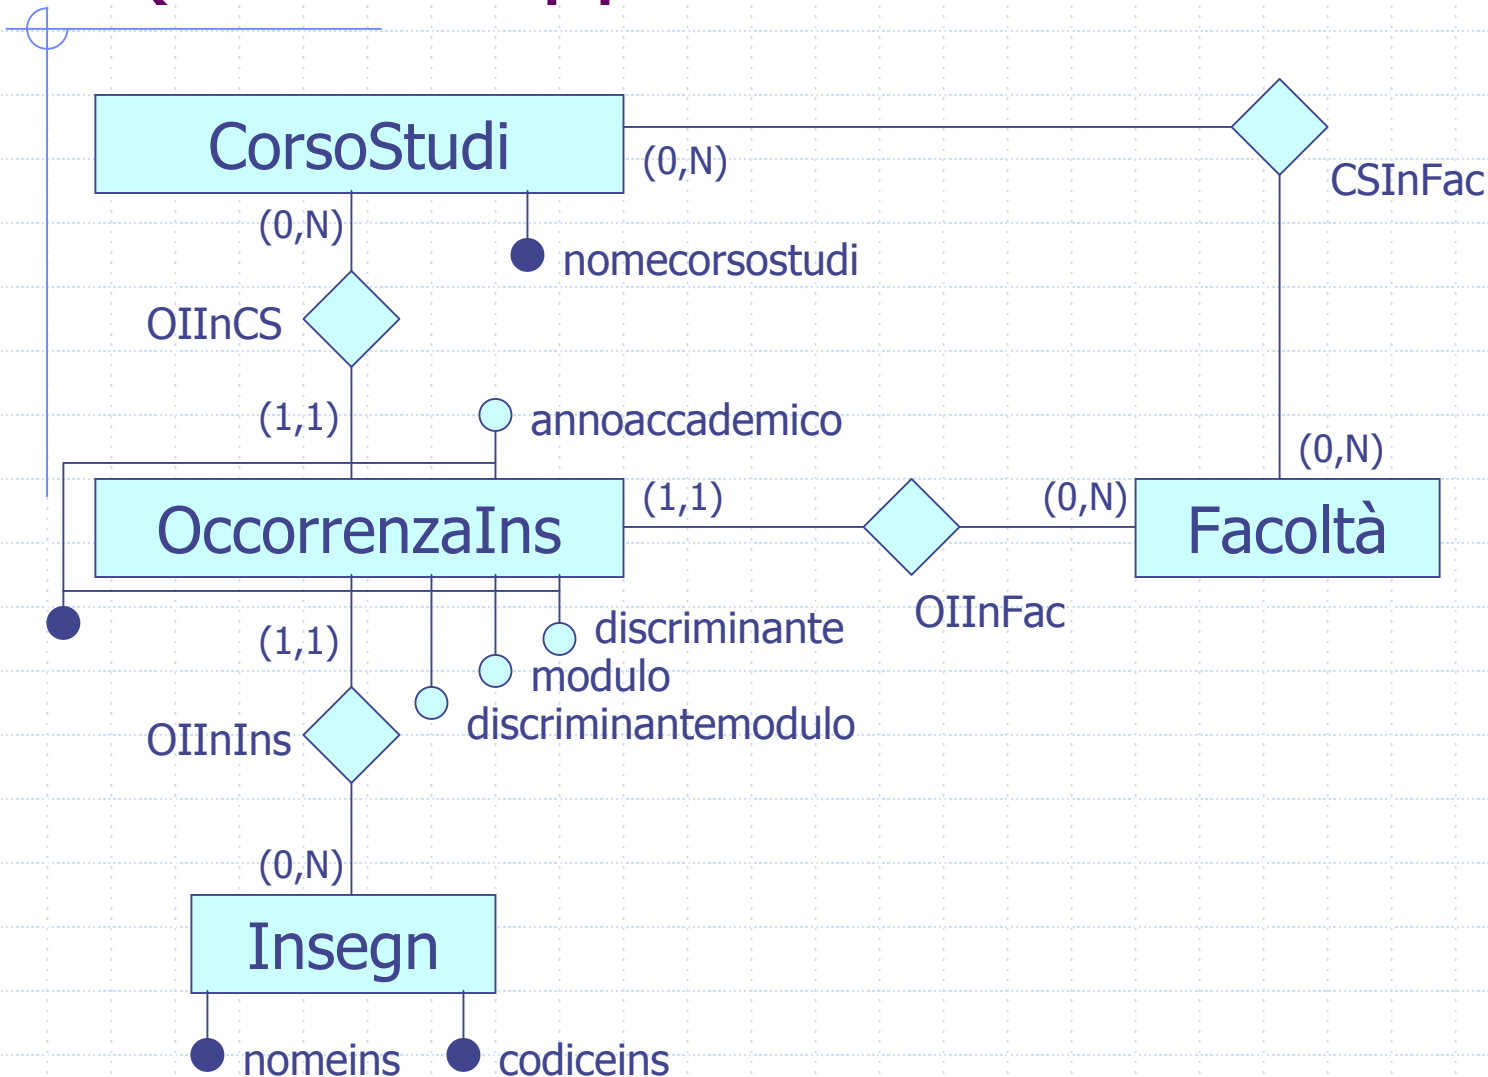 CorsoStudi
(0,N)
CSInFac
(0,N)
nomecorsostudi
OIInCS
(1,1)
annoaccademico
(0,N)
OccorrenzaIns
(1,1)
(0,N)
Facoltà
OIInFac
(1,1)
discriminante
modulo
discriminantemodulo
OIInIns
(0,N)
Insegn
nomeins
codiceins